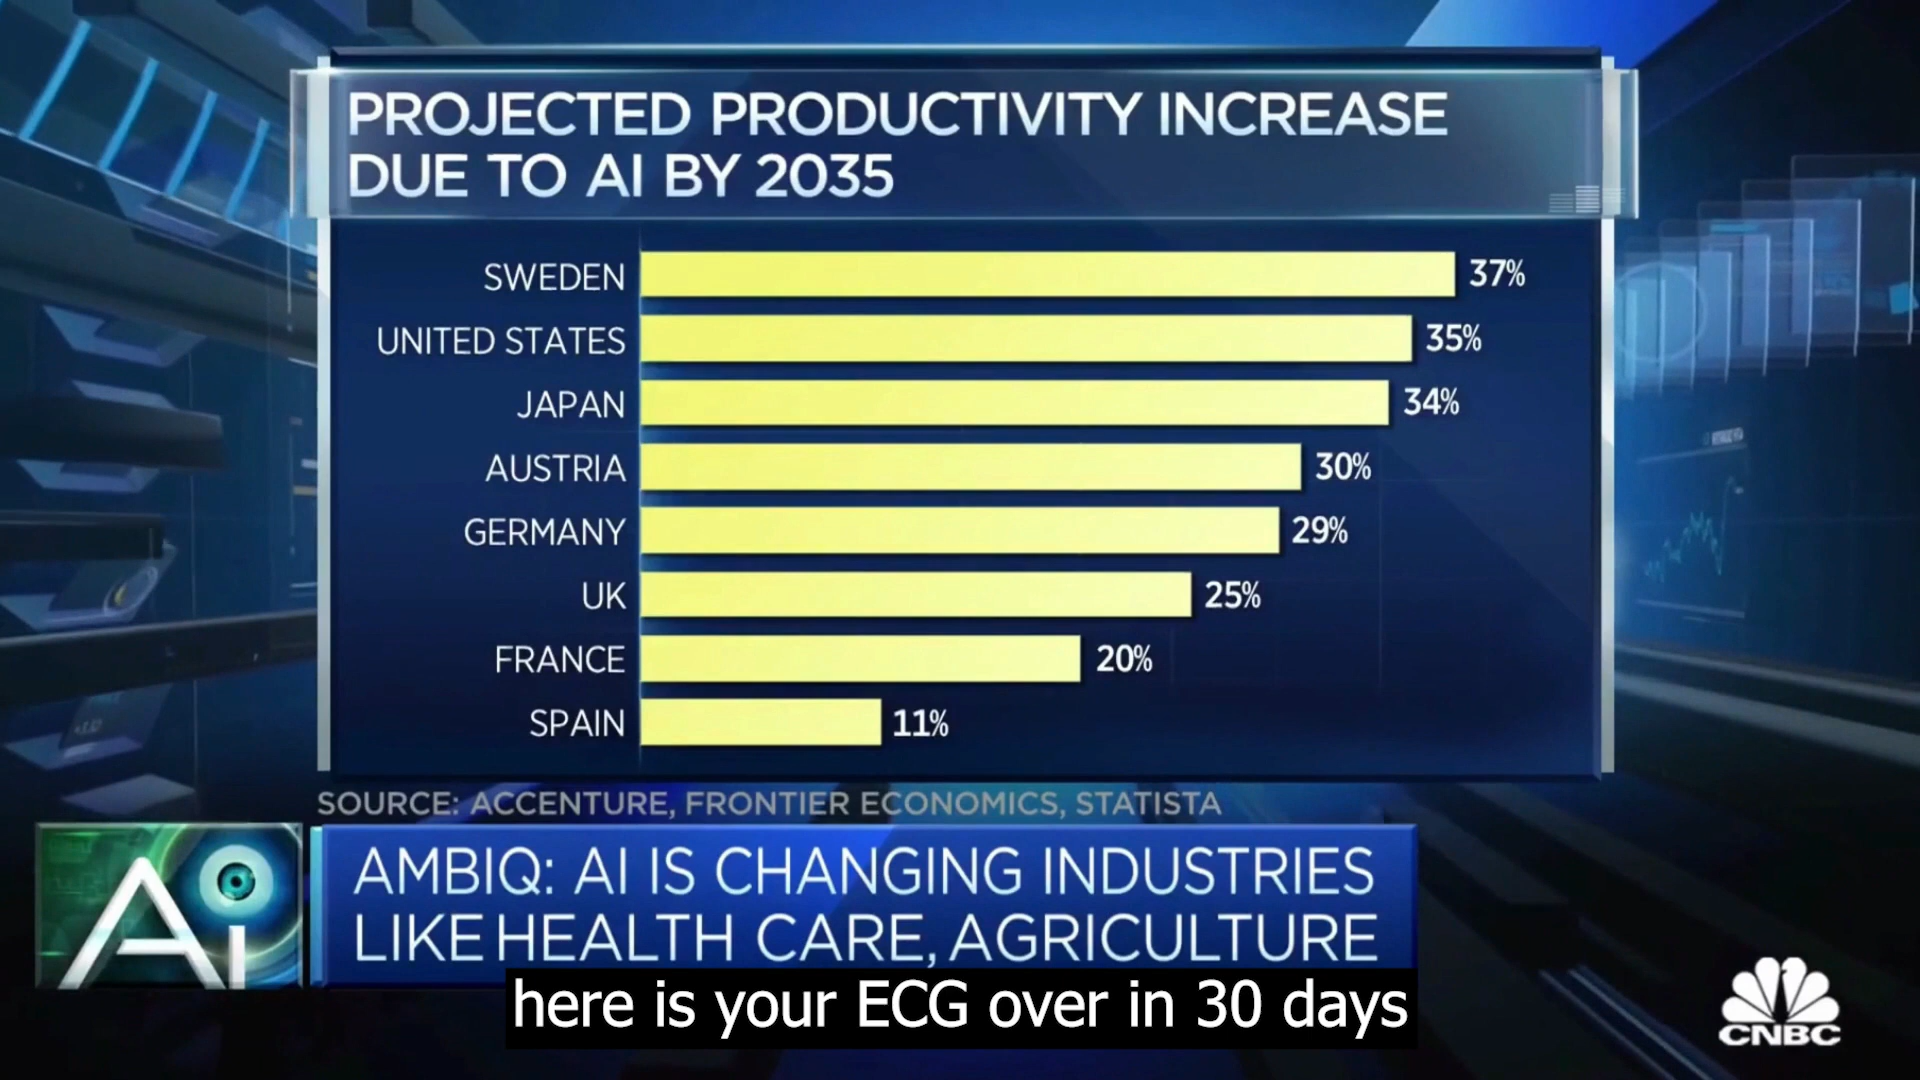 PROJECTED PRODUCTIVITY INCREASE
DUE TO AI BY 2035
SWEDEN 37%
UNITED STATES 35%
JAPAN 34%
AUSTRIA 30%
GERMANY 29%
UK 25%
FRANCE 20%
SPAIN 11%
SOURCE: ACCENTURE, FRONTIER ECONOMICS, STATISTA
Ai
AMBIQ: AI IS CHANGING INDUSTRIES
LIKE HEALTH CARE, AGRICULTURE
here is your ECG over in 30 days
CNBC